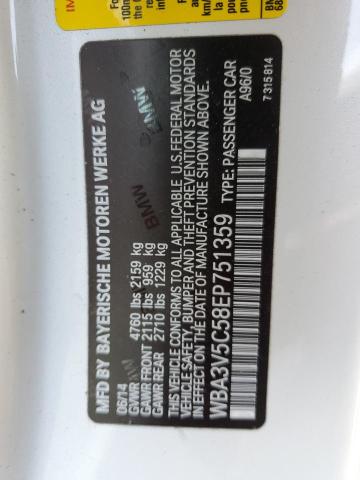 MFD BY BAYERISCHE MOTOREN WERKE AG
06/14
GVWR 4760 lbs 2159 kg
GAWR FRONT 2115 lbs 959 kg
GAWR REAR 2710 lbs 1229 kg
THIS VEHICLE CONFORMS TO ALL APPLICABLE U.S.FEDERAL MOTOR
VEHICLE SAFETY, BUMPER AND THEFT PREVENTION STANDARDS
IN EFFECT ON THE DATE OF MANUFACTURE SHOWN ABOVE.
WBA3V5C58EP751359 TYPE: PASSENGER CAR
A96/0
7 315 814
BMW
BMW